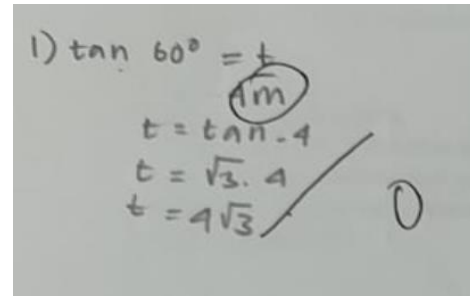 1) tan 60° = t
4m
t = tan . 4
t = √3 . 4
t = 4√3
0